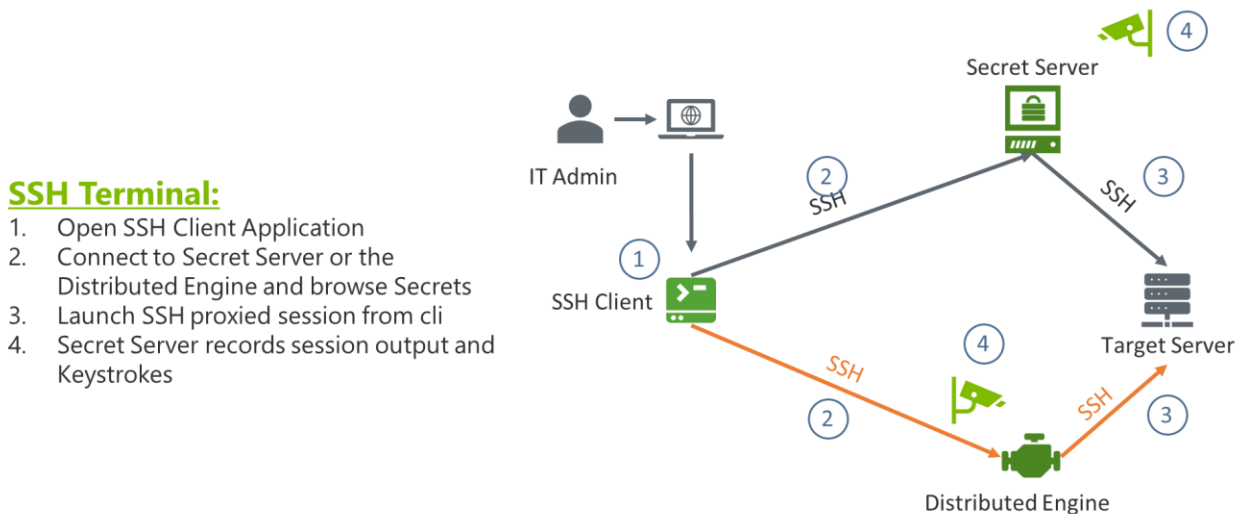 SSH Terminal:
1. Open SSH Client Application
2. Connect to Secret Server or the
Distributed Engine and browse Secrets
3. Launch SSH proxied session from cli
4. Secret Server records session output and
Keystrokes
4
Secret Server
IT Admin
2
SSH
3
SSH
1
SSH Client
Target Server
SSH
2
4
SSH
3
Distributed Engine